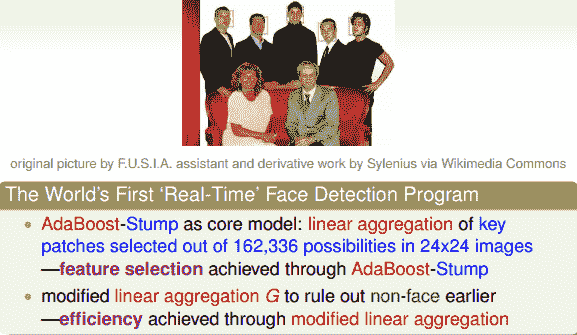 original picture by F.U.S.I.A. assistant and derivative work by Sylenius via Wikimedia Commons
The World's First 'Real-Time' Face Detection Program
• AdaBoost-Stump as core model: linear aggregation of key
patches selected out of 162,336 possibilities in 24x24 images
—feature selection achieved through AdaBoost-Stump
• modified linear aggregation G to rule out non-face earlier
—efficiency achieved through modified linear aggregation